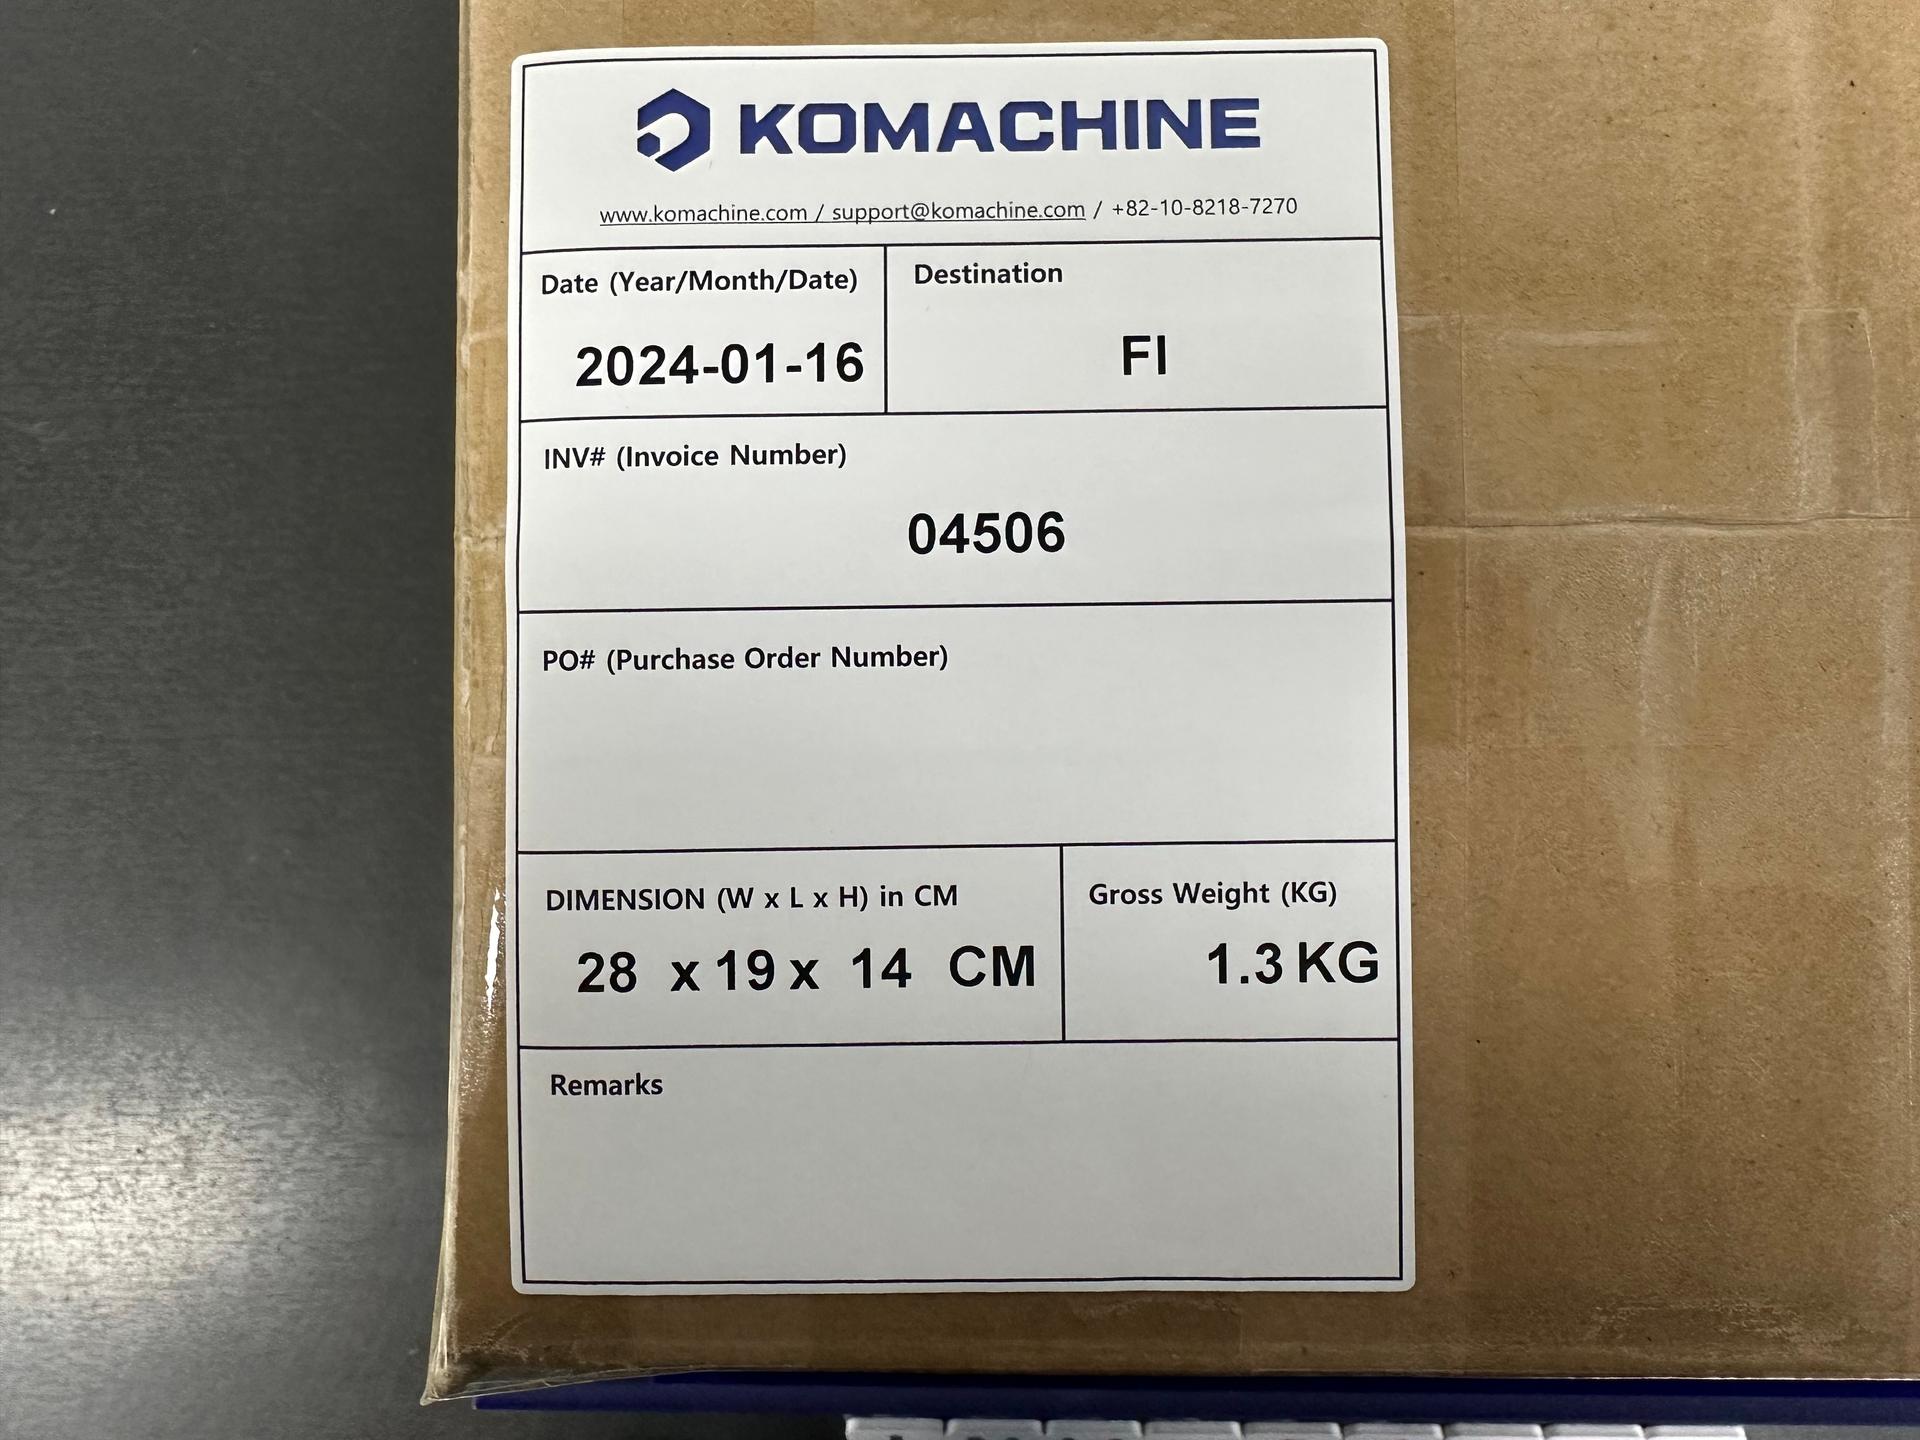 KOMACHINE
www.komachine.com / support@komachine.com / +82-10-8218-7270
Date (Year/Month/Date)
2024-01-16
Destination
FI
INV# (Invoice Number)
04506
PO# (Purchase Order Number)
DIMENSION (W x L x H) in CM
28 x 19 x 14 CM
Gross Weight (KG)
1.3 KG
Remarks